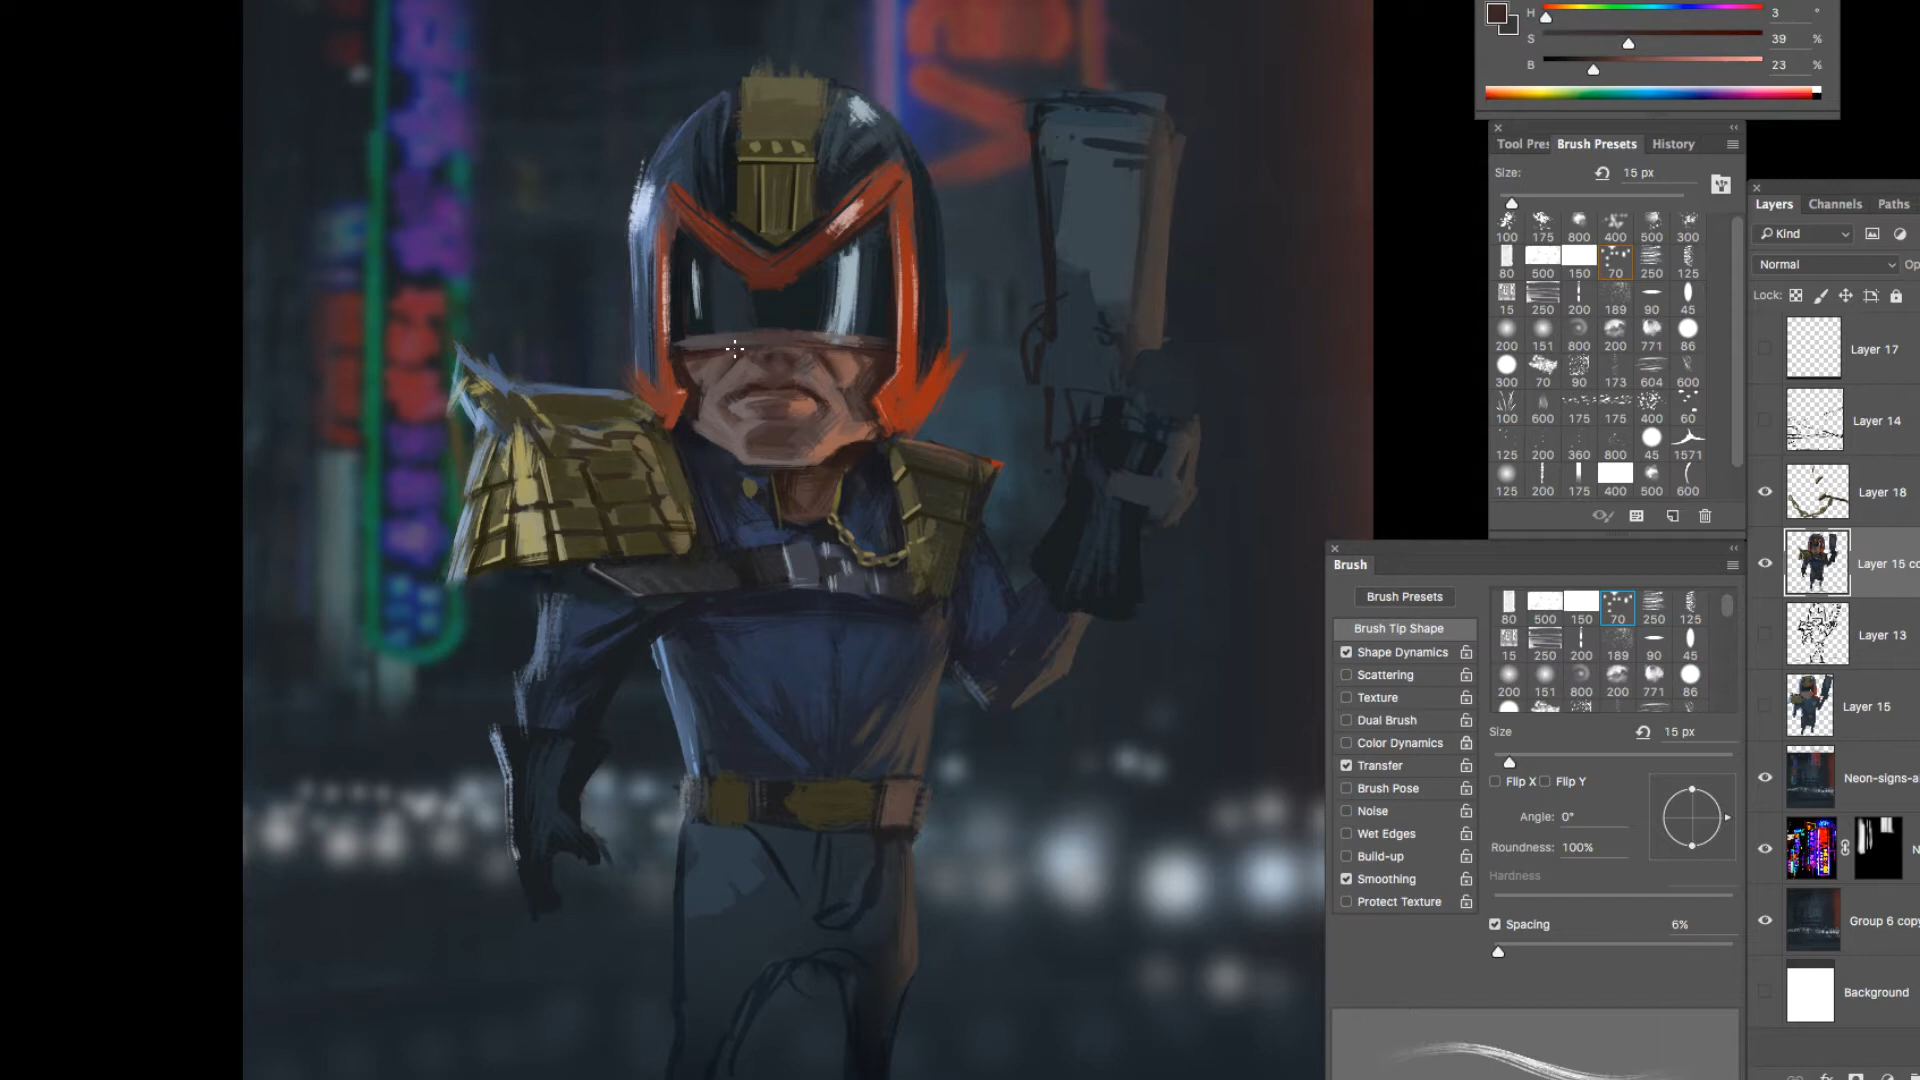 H 3 °
S 39 %
B 23 %
Tool Pres Brush Presets History
Size: 15 px
100 175 800 400 500 300
80 500 150 70 250 125
15 250 200 189 90 45
200 151 800 200 771 86
300 70 90 173 604 600
100 600 175 175 400 60
125 200 360 800 45 1571
125 200 175 400 500 600
Layers Channels Paths
Kind
Normal Op
Lock:
Layer 17
Layer 14
Layer 18
Layer 15 co
Layer 13
Layer 15
Neon-signs-a
N
Group 6 copy
Background
Brush
Brush Presets
Brush Tip Shape
Shape Dynamics
Scattering
Texture
Dual Brush
Color Dynamics
Transfer
Brush Pose
Noise
Wet Edges
Build-up
Smoothing
Protect Texture
80 500 150 70 250 125
15 250 200 189 90 45
200 151 800 200 771 86
Size 15 px
Flip X Flip Y
Angle: 0°
Roundness: 100%
Hardness
Spacing 6%
fx